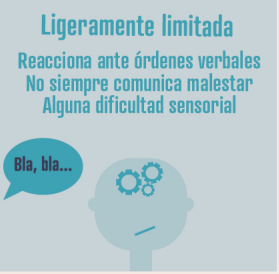 Ligeramente limitada
Reacciona ante órdenes verbales
No siempre comunica malestar
Alguna dificultad sensorial
Bla, bla...